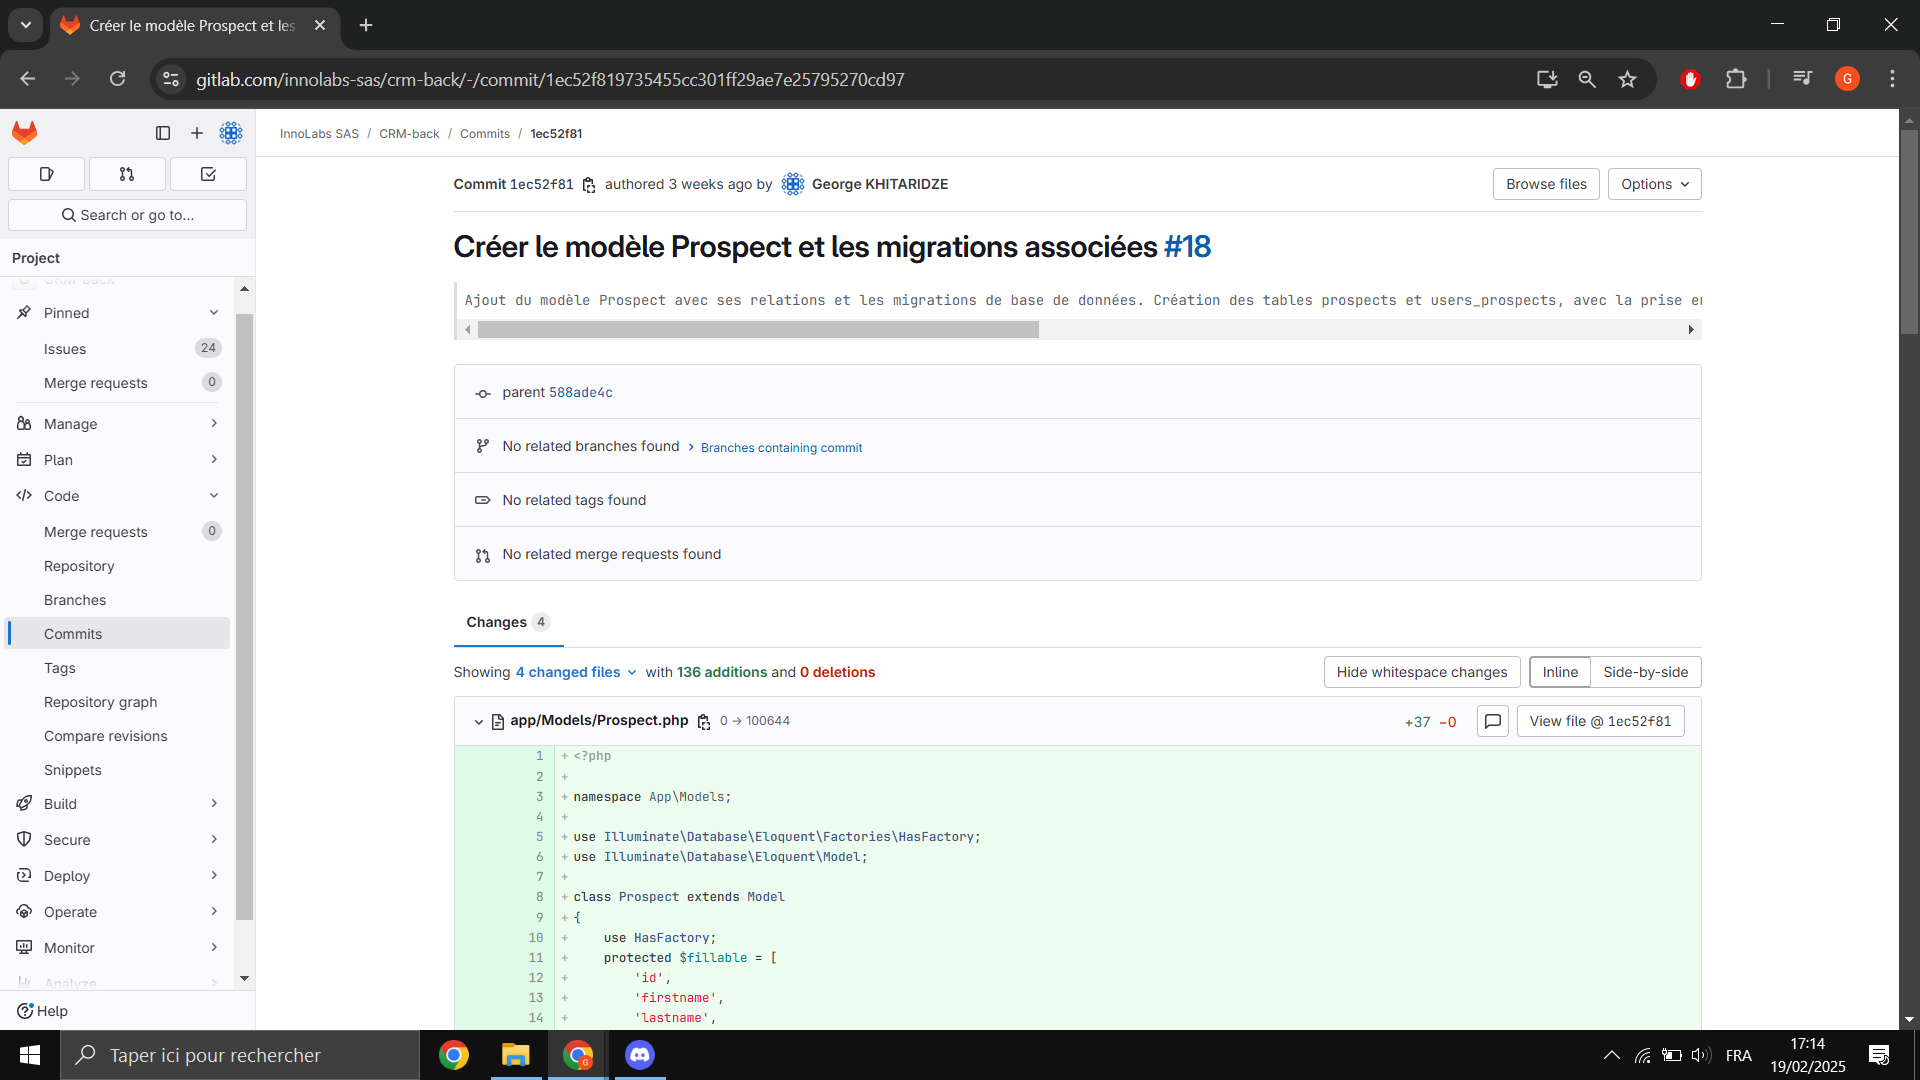 Créer le modèle Prospect et les
gitlab.com/innolabs-sas/crm-back/-/commit/1ec52f819735455cc301ff29ae7e25795270cd97
G
InnoLabs SAS / CRM-back / Commits / 1ec52f81
Search or go to...
Project
CRM-back
Pinned
Issues 24
Merge requests 0
Manage
Plan
Code
Merge requests 0
Repository
Branches
Commits
Tags
Repository graph
Compare revisions
Snippets
Build
Secure
Deploy
Operate
Monitor
Analyze
Help
Commit 1ec52f81 authored 3 weeks ago by George KHITARIDZE
Browse files
Options
Créer le modèle Prospect et les migrations associées #18
Ajout du modèle Prospect avec ses relations et les migrations de base de données. Création des tables prospects et users_prospects, avec la prise
parent 588ade4c
No related branches found > Branches containing commit
No related tags found
No related merge requests found
Changes 4
Showing 4 changed files with 136 additions and 0 deletions
Hide whitespace changes
Inline
Side-by-side
app/Models/Prospect.php 0 → 100644
+37 −0
View file @ 1ec52f81
1 + <?php
2 +
3 + namespace App\Models;
4 +
5 + use Illuminate\Database\Eloquent\Factories\HasFactory;
6 + use Illuminate\Database\Eloquent\Model;
7 +
8 + class Prospect extends Model
9 + {
10 + use HasFactory;
11 + protected $fillable = [
12 + 'id',
13 + 'firstname',
14 + 'lastname',
Taper ici pour rechercher
G
FRA
17:14
19/02/2025